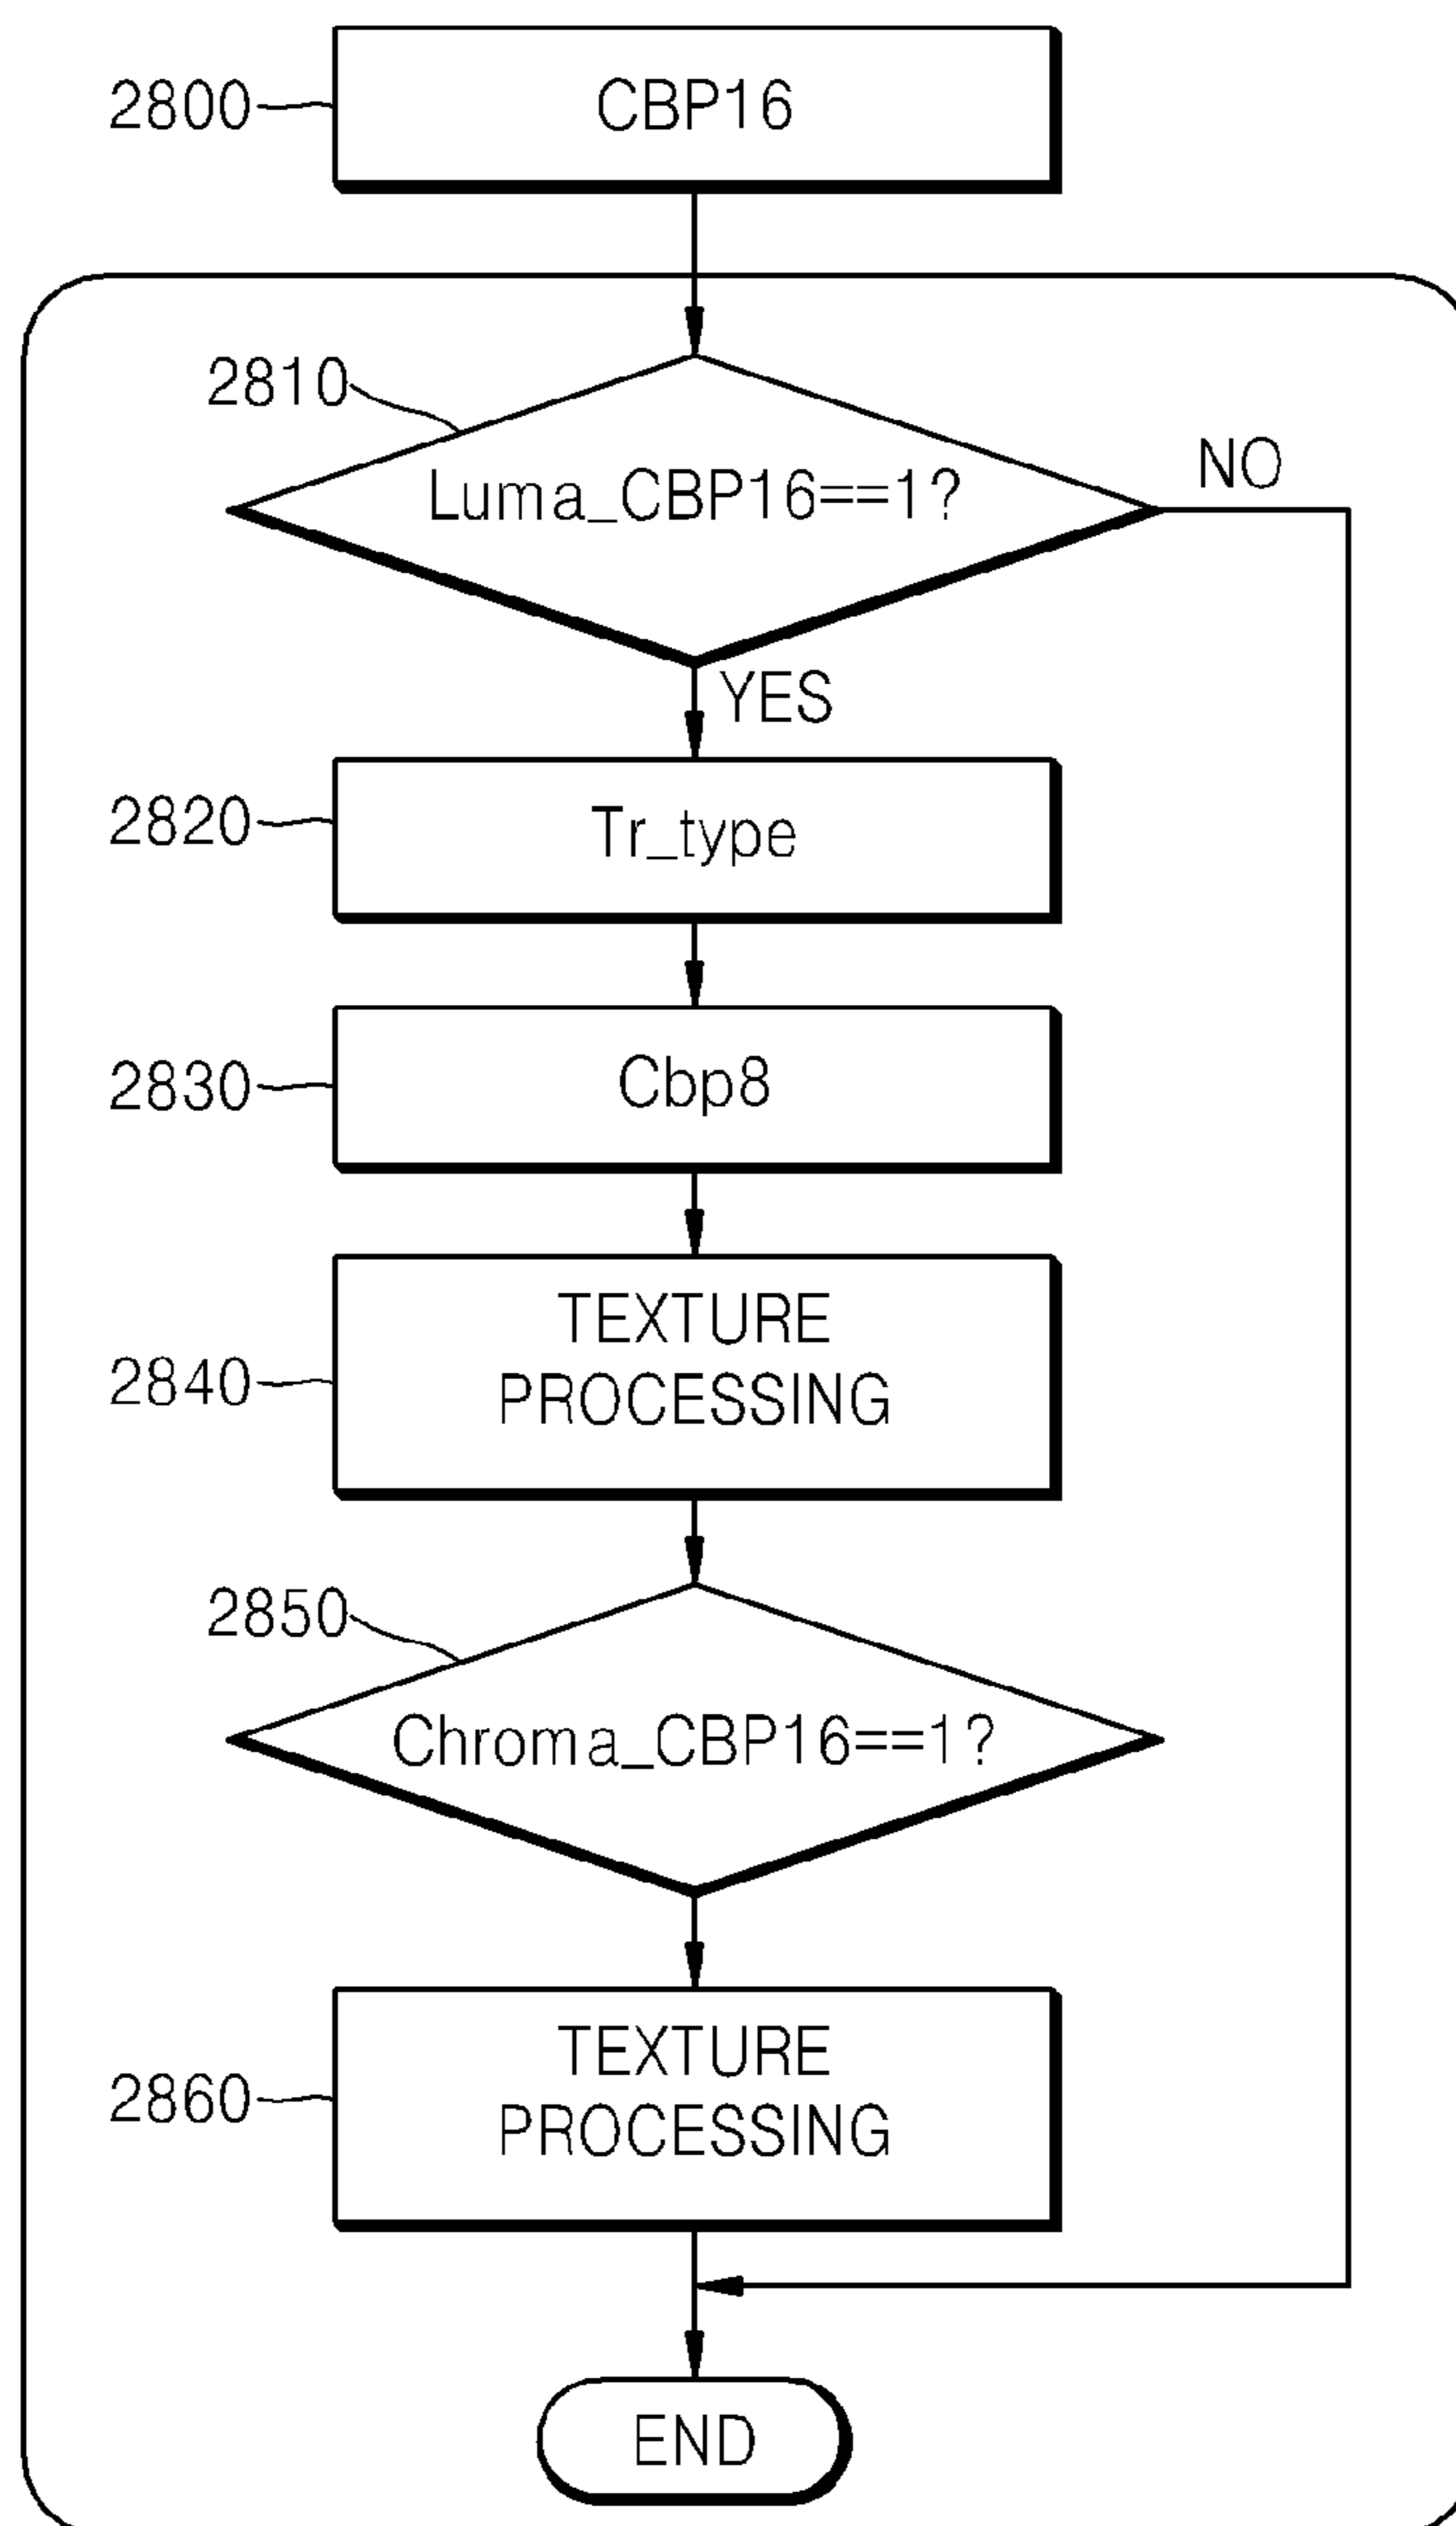 2800
CBP16
2810
Luma_CBP16==1?
NO
YES
2820
Tr_type
2830
Cbp8
2840
TEXTURE
PROCESSING
2850
Chroma_CBP16==1?
2860
TEXTURE
PROCESSING
END